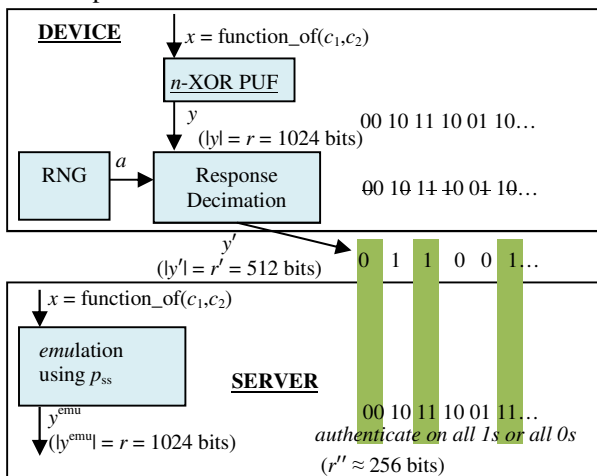 DEVICE
x = function_of(c₁,c₂)
n-XOR PUF
y
(|y| = r = 1024 bits)
00 10 11 10 01 10…
RNG
a
Response
Decimation
00 10 11 10 01 10…
y′
(|y′| = r′ = 512 bits)
0 1 1 0 0 1…
x = function_of(c₁,c₂)
emulation
using pₛₛ
SERVER
yᵉᵐᵘ
(|yᵉᵐᵘ| = r = 1024 bits)
00 10 11 10 01 11…
authenticate on all 1s or all 0s
(r′′ ≈ 256 bits)